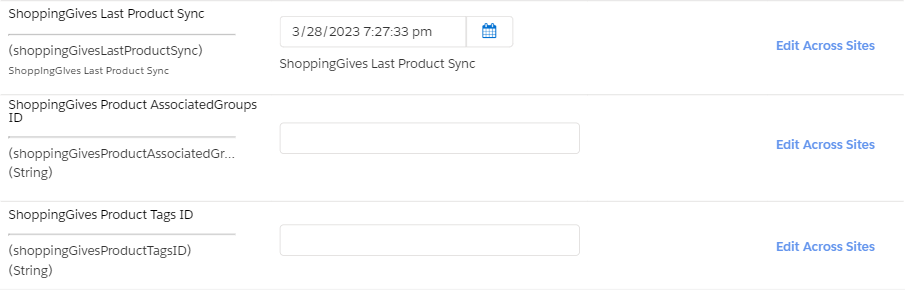 ShoppingGives Last Product Sync
(shoppingGivesLastProductSync)
ShoppingGives Last Product Sync
3/28/2023 7:27:33 pm
ShoppingGives Last Product Sync
Edit Across Sites
ShoppingGives Product AssociatedGroups
ID
(shoppingGivesProductAssociatedGr...
(String)
Edit Across Sites
ShoppingGives Product Tags ID
(shoppingGivesProductTagsID)
(String)
Edit Across Sites